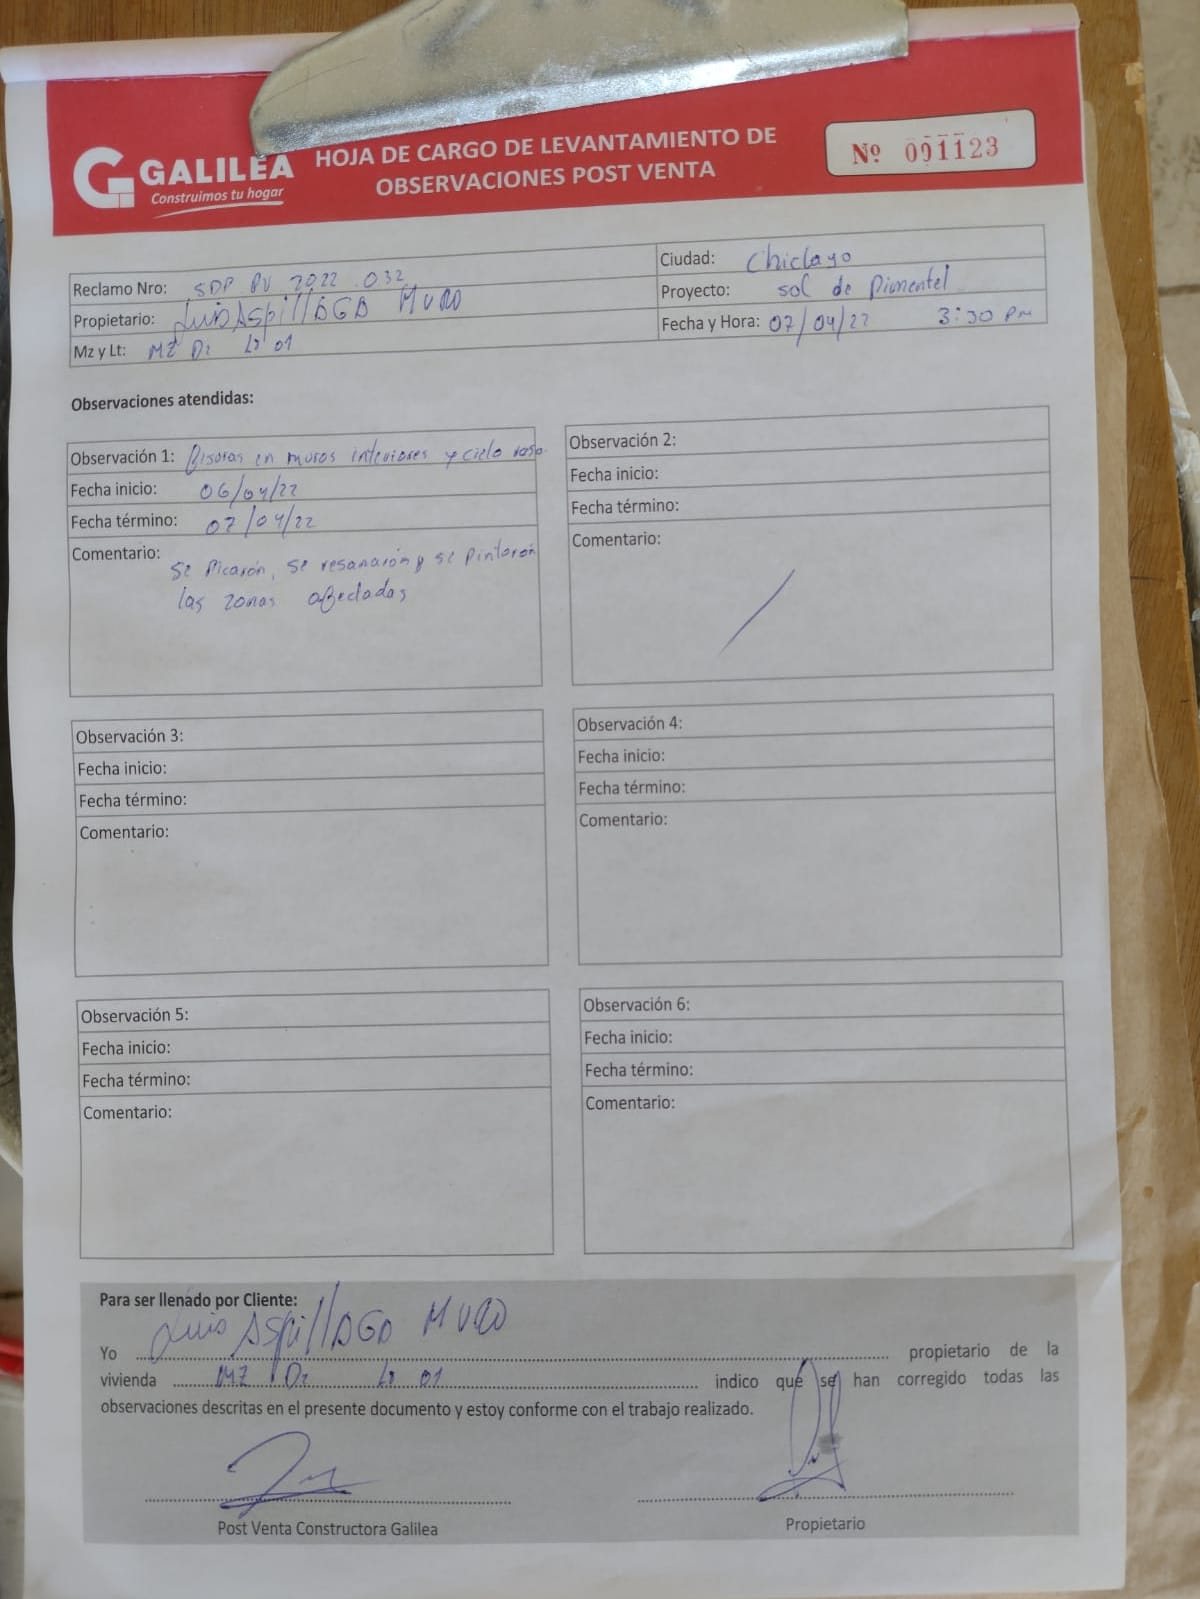 GALILEA
Construimos tu hogar
HOJA DE CARGO DE LEVANTAMIENTO DE
OBSERVACIONES POST VENTA
Nº 001123
Reclamo Nro: SDP PV 2022 .032
Propietario: Luis Aspillaga Muro
Mz y Lt: MZ D2 Lt 01
Ciudad: Chiclayo
Proyecto: sol de Pimentel
Fecha y Hora: 07/04/22 3:30 PM
Observaciones atendidas:
Observación 1: Fisuras en muros interiores y cielo raso.
Fecha inicio: 06/04/22
Fecha término: 07/04/22
Comentario: se Picarón, se resanarón y se pintarón
las zonas afectadas
Observación 2:
Fecha inicio:
Fecha término:
Comentario:
Observación 3:
Fecha inicio:
Fecha término:
Comentario:
Observación 4:
Fecha inicio:
Fecha término:
Comentario:
Observación 5:
Fecha inicio:
Fecha término:
Comentario:
Observación 6:
Fecha inicio:
Fecha término:
Comentario:
Para ser llenado por Cliente:
Yo Luis Aspillaga Muro propietario de la
vivienda MZ D2 Lt 01 indico que se han corregido todas las
observaciones descritas en el presente documento y estoy conforme con el trabajo realizado.
Post Venta Constructora Galilea
Propietario